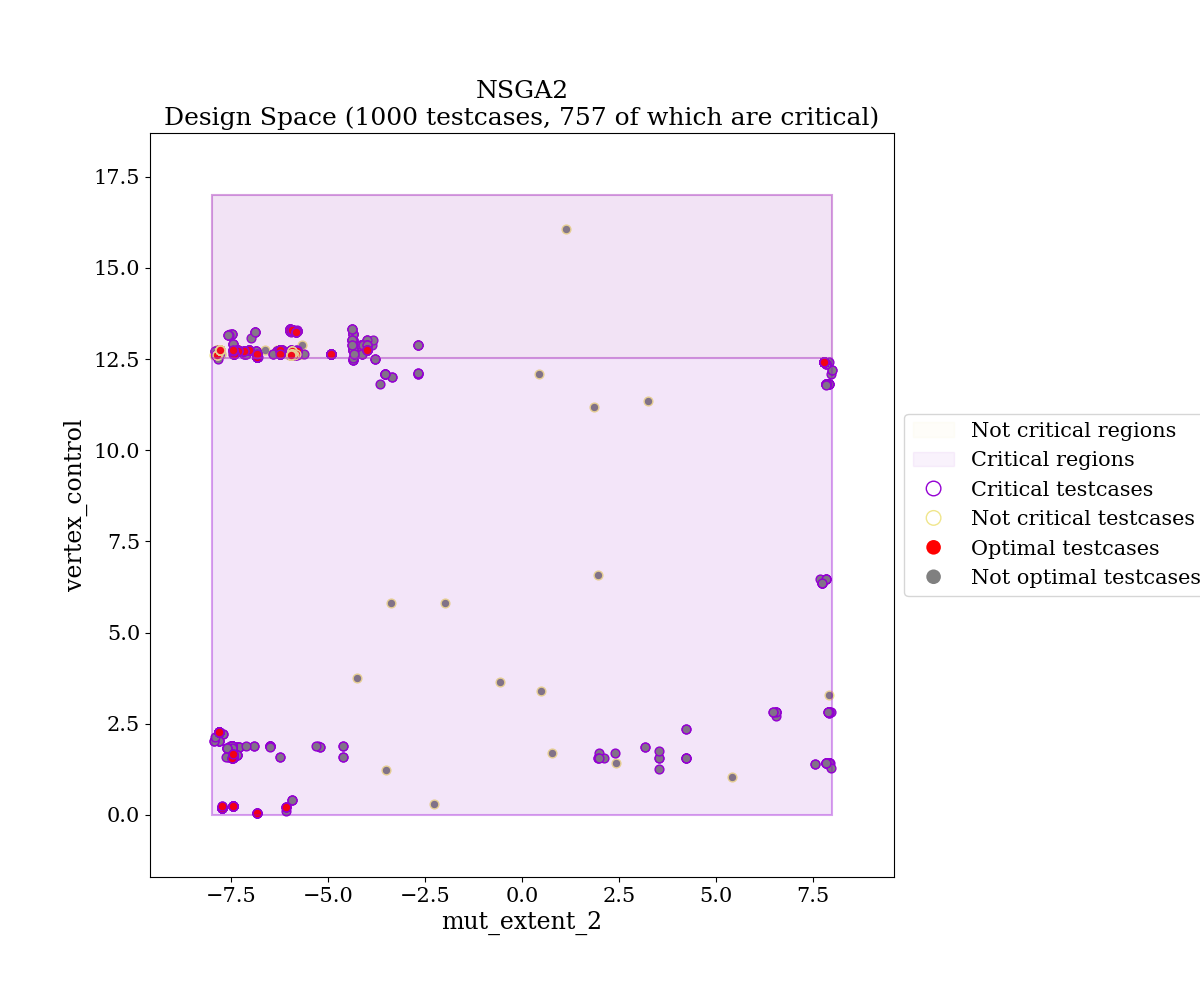 NSGA2
Design Space (1000 testcases, 757 of which are critical)
17.5
15.0
12.5
10.0
7.5
5.0
2.5
0.0
vertex_control
−7.5
−5.0
−2.5
0.0
2.5
5.0
7.5
mut_extent_2
Not critical regions
Critical regions
Critical testcases
Not critical testcases
Optimal testcases
Not optimal testcases